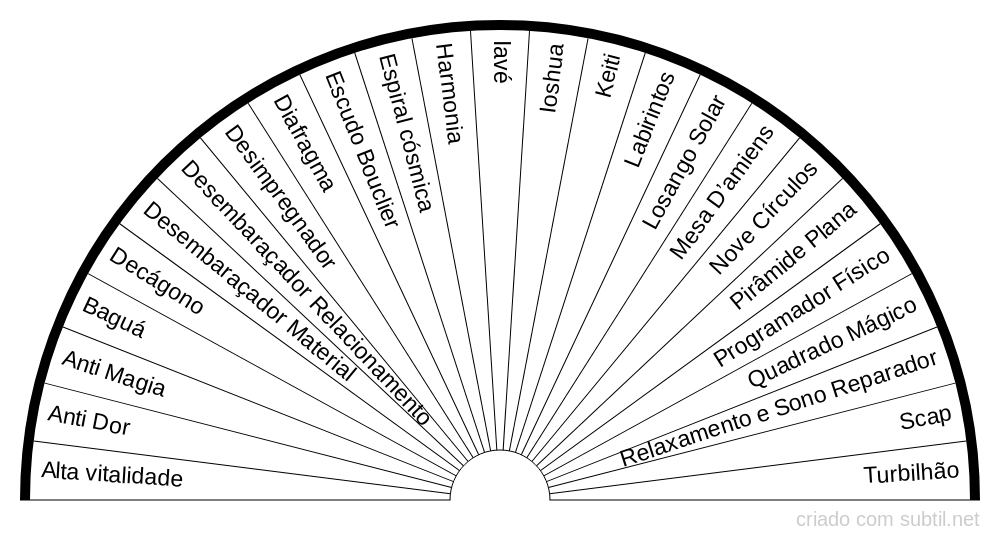 Alta vitalidade
Anti Dor
Anti Magia
Baguá
Decágono
Desembaraçador Material
Desembaraçador Relacionamento
Desimpregnador
Diafragma
Escudo Bouclier
Espiral cósmica
Harmonia
Iavé
Ioshua
Keiti
Labirintos
Losango Solar
Mesa D'amiens
Nove Círculos
Pirâmide Plana
Programador Físico
Quadrado Mágico
Relaxamento e Sono Reparador
Scap
Turbilhão
criado com subtil.net